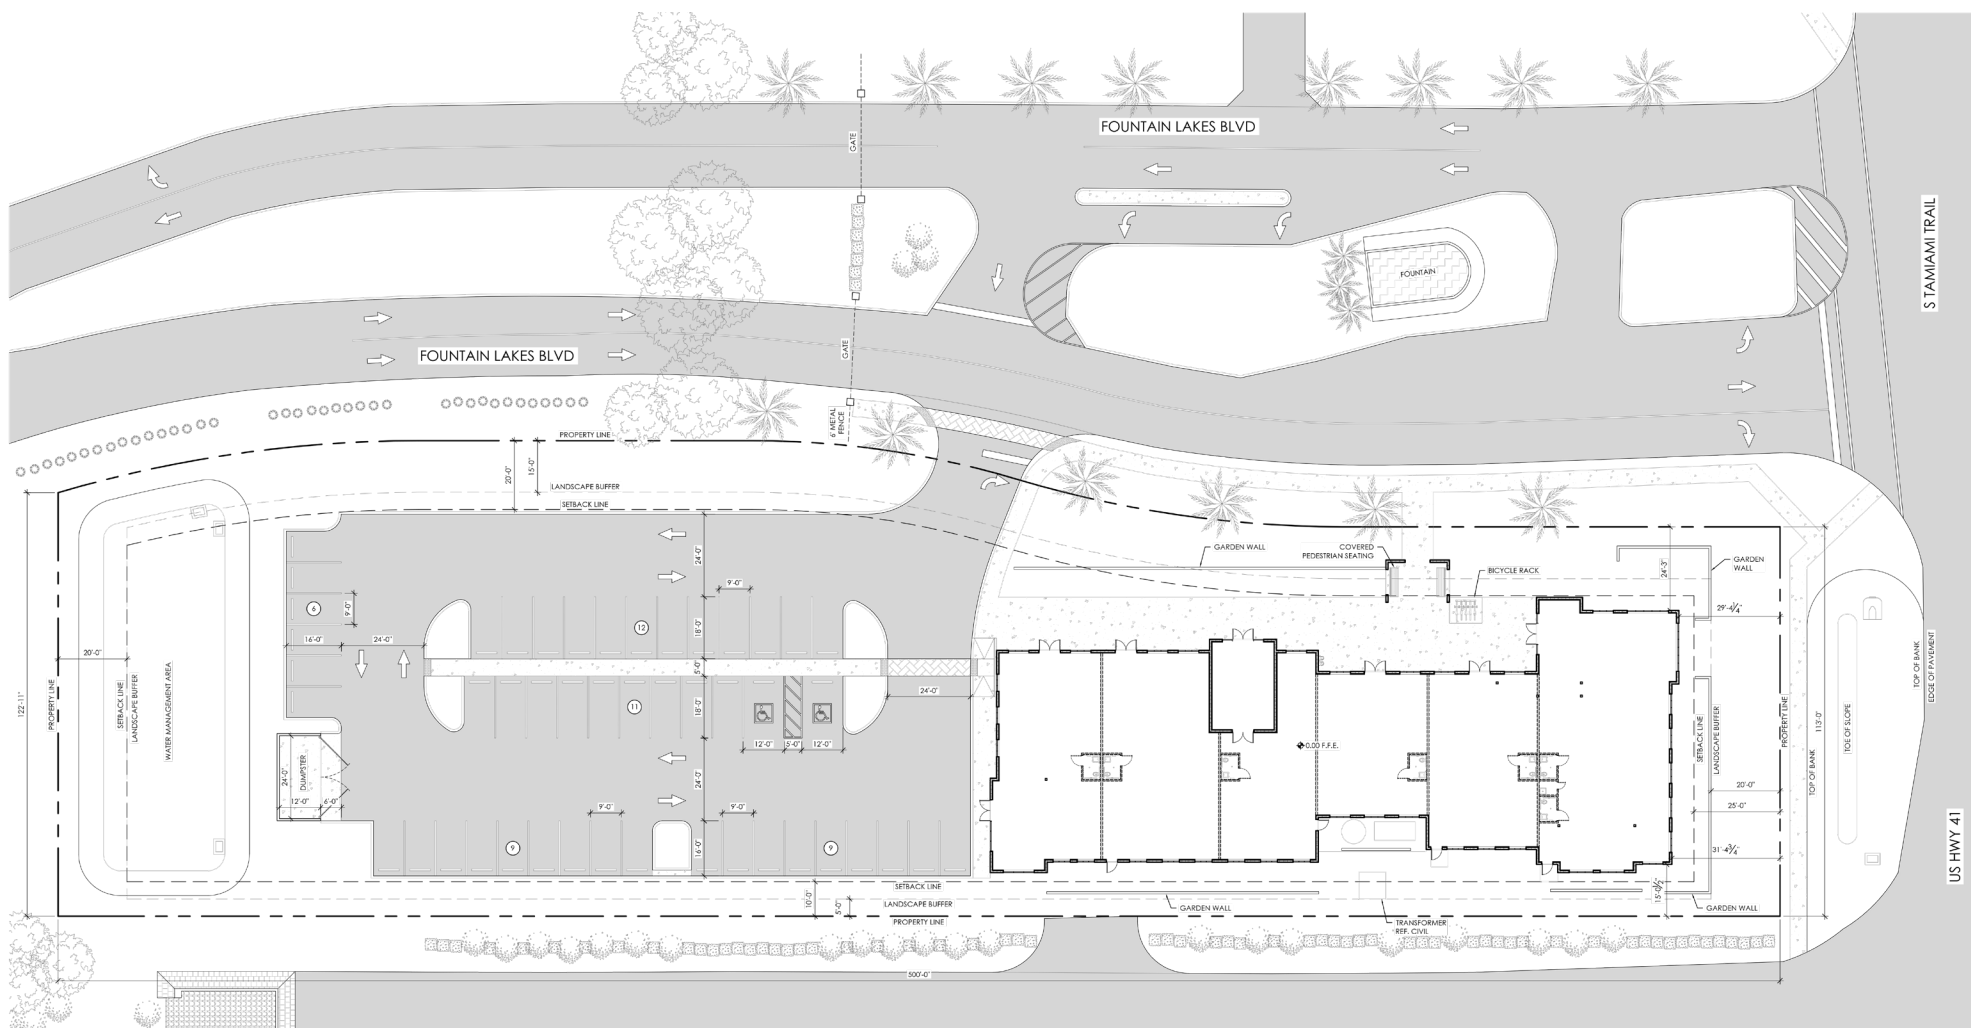 FOUNTAIN LAKES BLVD
GATE
S TAMIAMI TRAIL
FOUNTAIN
GATE
FOUNTAIN LAKES BLVD
6' METAL
FENCE
PROPERTY LINE
20'-0"
15'-0"
LANDSCAPE BUFFER
SETBACK LINE
GARDEN WALL
COVERED
PEDESTRIAN SEATING
BICYCLE RACK
GARDEN
WALL
24'-3"
24'-0"
9'-0"
6
9'-0"
16'-0"
24'-0"
12
18'-0"
5'-0"
29'-4¼"
20'-0"
122'-11"
PROPERTY LINE
SETBACK LINE
LANDSCAPE BUFFER
WATER MANAGEMENT AREA
11
18'-0"
24'-0"
12'-0"
5'-0"
12'-0"
0.00 F.F.E.
SETBACK LINE
LANDSCAPE BUFFER
PROPERTY LINE
113'-0"
TOP OF BANK
TOE OF SLOPE
TOP OF BANK
EDGE OF PAVEMENT
24'-0"
DUMPSTER
12'-0"
6'-0"
24'-0"
9'-0"
9'-0"
20'-0"
25'-0"
9
16'-0"
9
31'-4¾"
US HWY 41
SETBACK LINE
10'-0"
5'-0"
LANDSCAPE BUFFER
PROPERTY LINE
GARDEN WALL
TRANSFORMER
REF. CIVIL
15'-0½"
GARDEN WALL
500'-0"